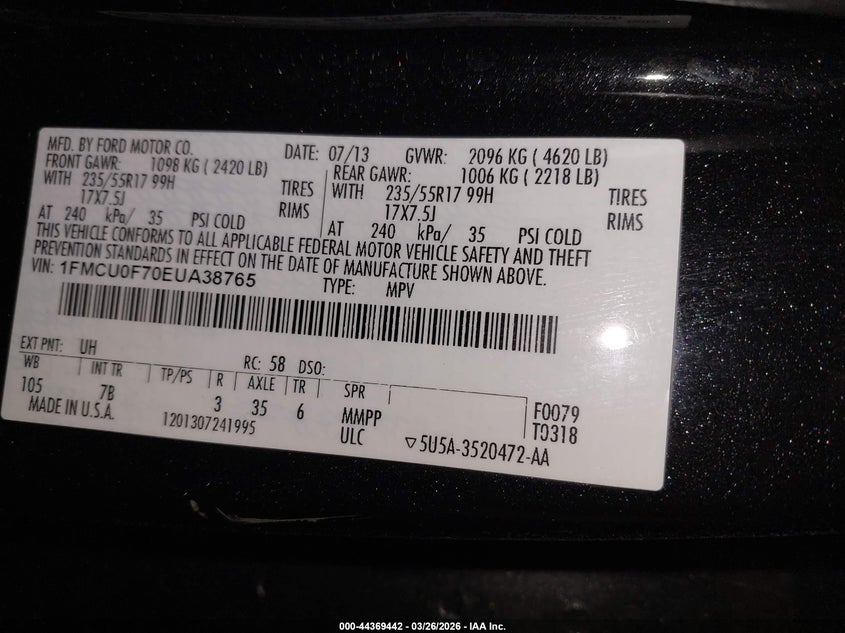 MFD. BY FORD MOTOR CO. DATE: 07/13 GVWR: 2096 KG ( 4620 LB)
FRONT GAWR: 1098 KG ( 2420 LB) REAR GAWR: 1006 KG ( 2218 LB)
WITH 235/55R17 99H TIRES WITH 235/55R17 99H TIRES
17X7.5J RIMS 17X7.5J RIMS
AT 240 kPa/ 35 PSI COLD AT 240 kPa/ 35 PSI COLD
THIS VEHICLE CONFORMS TO ALL APPLICABLE FEDERAL MOTOR VEHICLE SAFETY AND THEFT
PREVENTION STANDARDS IN EFFECT ON THE DATE OF MANUFACTURE SHOWN ABOVE.
VIN: 1FMCU0F70EUA38765 TYPE: MPV
EXT PNT: UH RC: 58 DSO:
WB INT TR TP/PS R AXLE TR SPR
105 7B 3 35 6 MMPP F0079
MADE IN U.S.A. 1201307241995 ULC T0318
▽5U5A-3520472-AA
000-44369442 - 03/26/2026 - IAA Inc.